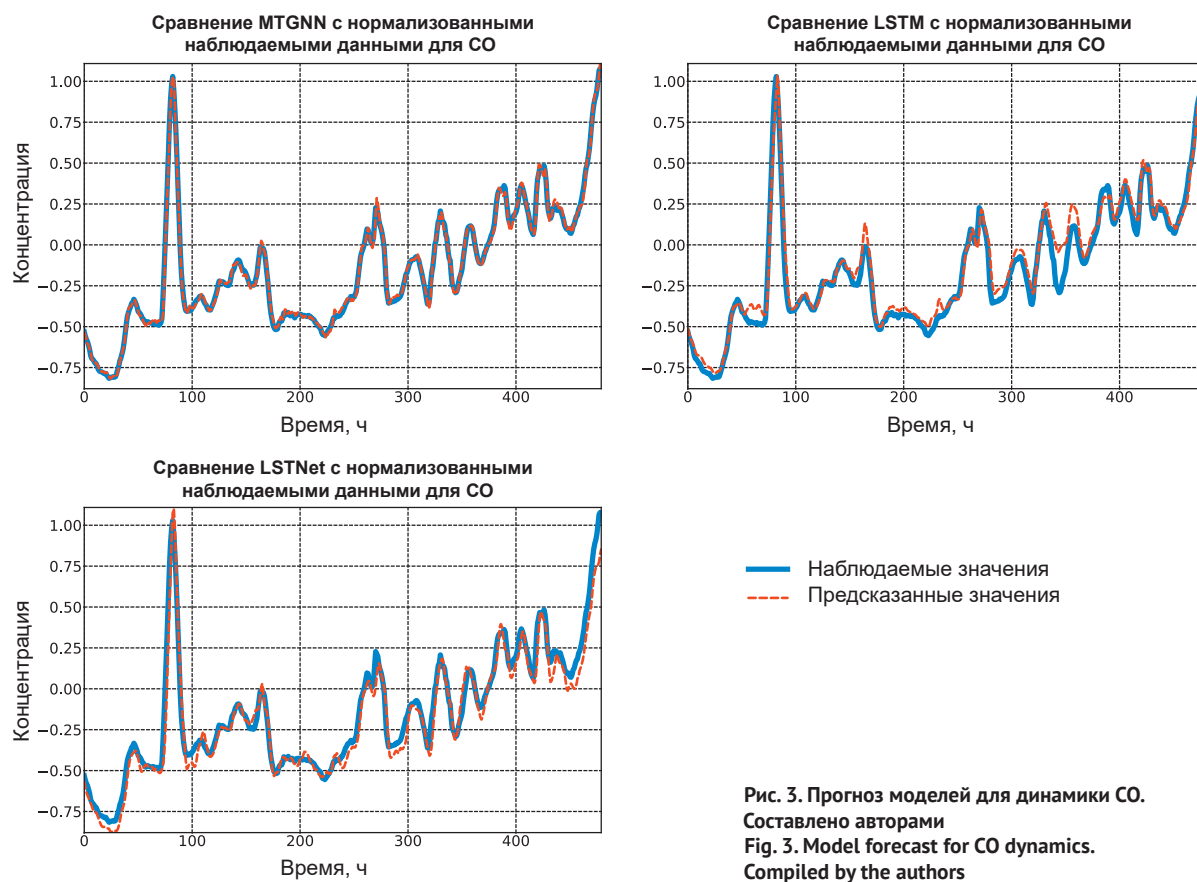 Сравнение MTGNN с нормализованными
наблюдаемыми данными для CO
1.00
0.75
0.50
0.25
0.00
−0.25
−0.50
−0.75
Концентрация
0 100 200 300 400
Время, ч
Сравнение LSTM с нормализованными
наблюдаемыми данными для CO
1.00
0.75
0.50
0.25
0.00
−0.25
−0.50
−0.75
0 100 200 300 400
Время, ч
Сравнение LSTNet с нормализованными
наблюдаемыми данными для CO
1.00
0.75
0.50
0.25
0.00
−0.25
−0.50
−0.75
Концентрация
0 100 200 300 400
Время, ч
Наблюдаемые значения
Предсказанные значения
Рис. 3. Прогноз моделей для динамики CO.
Составлено авторами
Fig. 3. Model forecast for CO dynamics.
Compiled by the authors